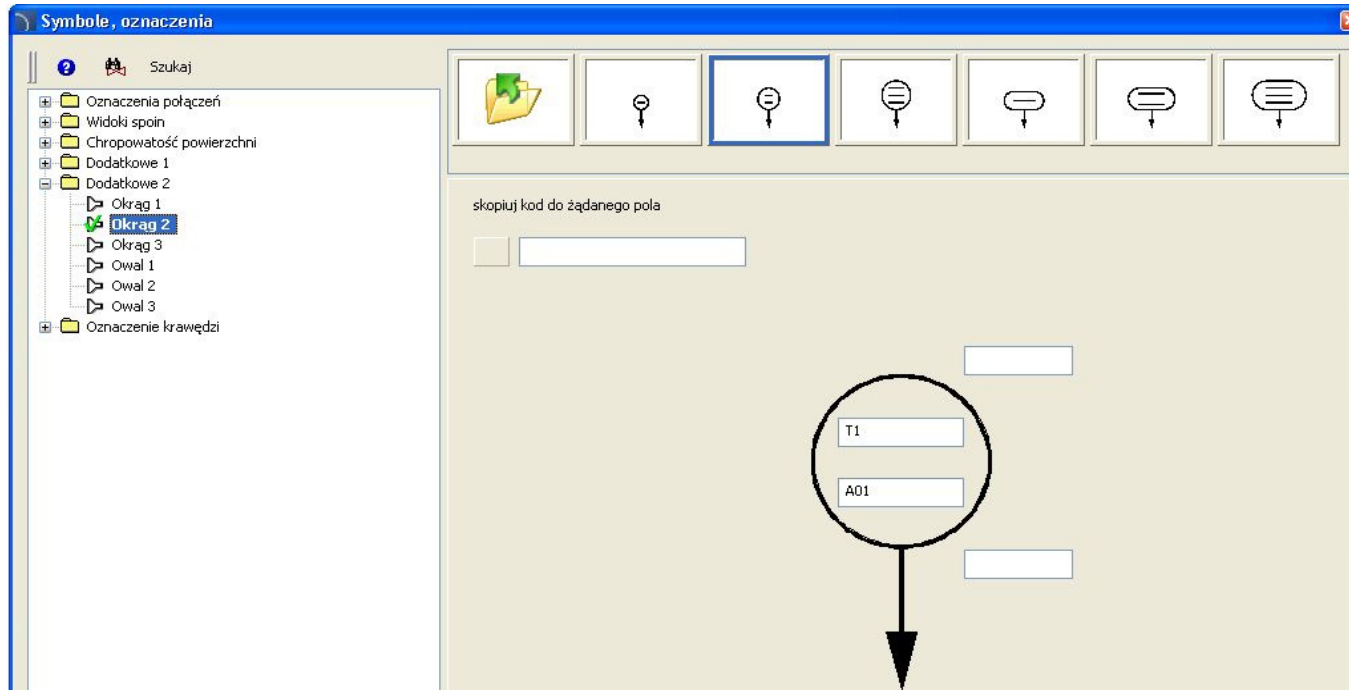 Symbole, oznaczenia
Szukaj
Oznaczenia połączeń
Widoki spoin
Chropowatość powierzchni
Dodatkowe 1
Dodatkowe 2
Okrąg 1
Okrąg 2
Okrąg 3
Owal 1
Owal 2
Owal 3
Oznaczenie krawędzi
skopiuj kod do żądanego pola
T1
A01